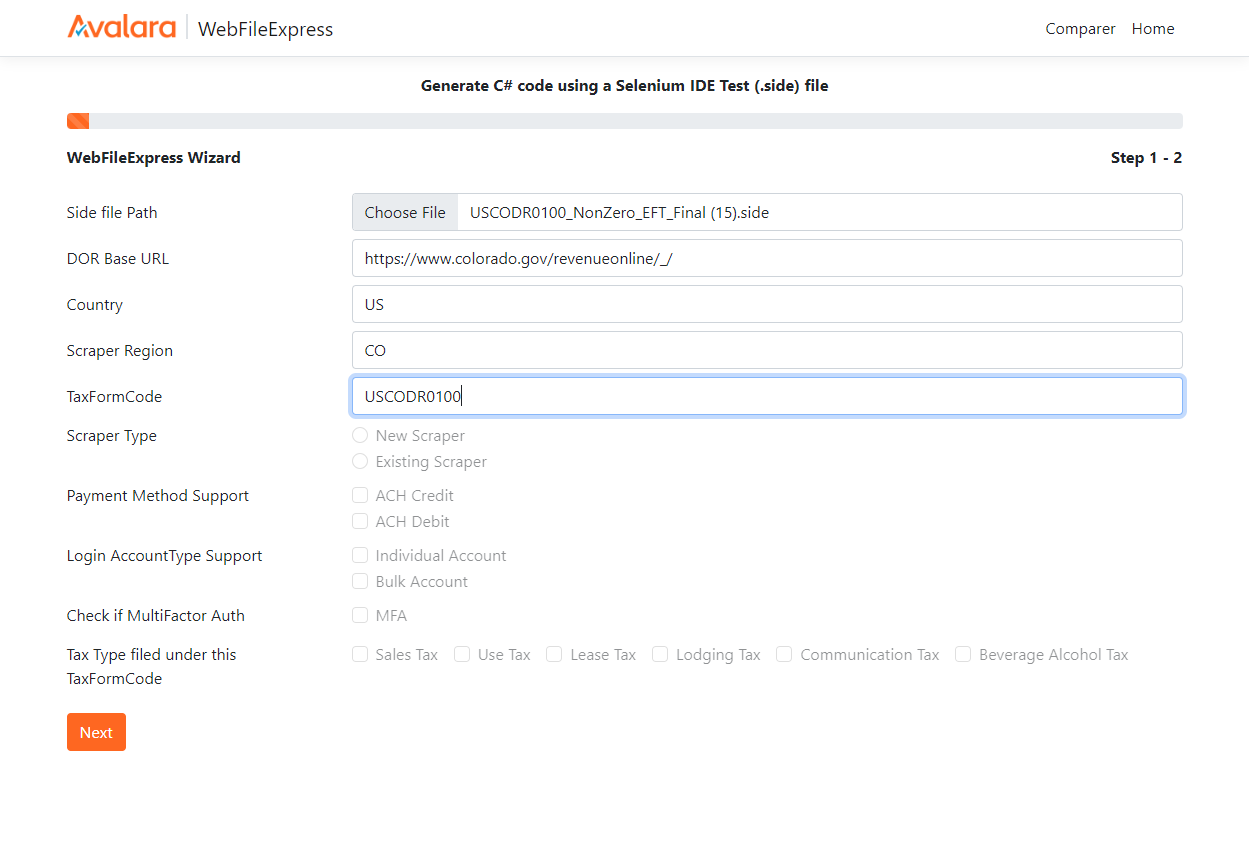 Avalara WebFileExpress Comparer Home
Generate C# code using a Selenium IDE Test (.side) file
WebFileExpress Wizard Step 1 - 2
Side file Path Choose File USCODR0100_NonZero_EFT_Final (15).side
DOR Base URL https://www.colorado.gov/revenueonline/_/
Country US
Scraper Region CO
TaxFormCode USCODR0100
Scraper Type New Scraper
Existing Scraper
Payment Method Support ACH Credit
ACH Debit
Login AccountType Support Individual Account
Bulk Account
Check if MultiFactor Auth MFA
Tax Type filed under this Sales Tax Use Tax Lease Tax Lodging Tax Communication Tax Beverage Alcohol Tax
TaxFormCode
Next